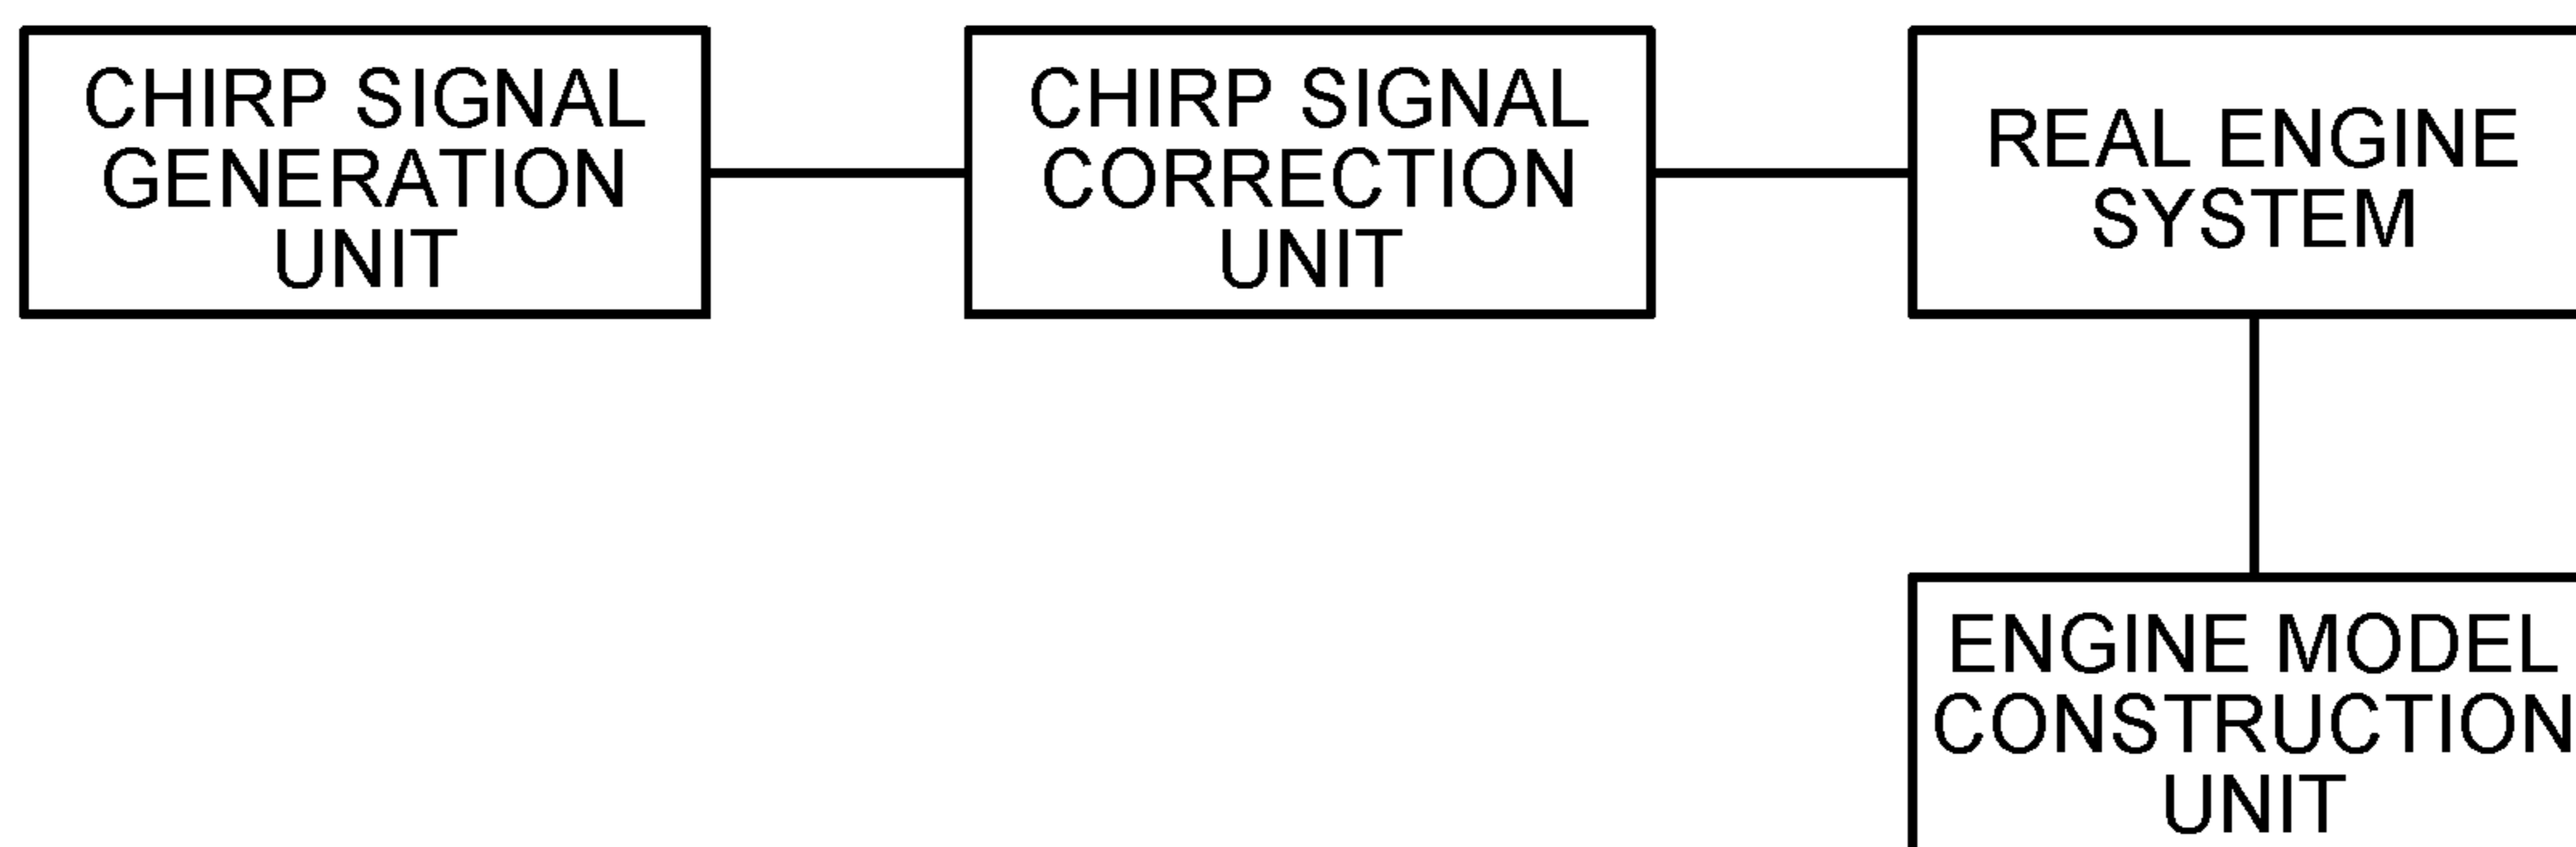 CHIRP SIGNAL
GENERATION
UNIT
CHIRP SIGNAL
CORRECTION
UNIT
REAL ENGINE
SYSTEM
ENGINE MODEL
CONSTRUCTION
UNIT